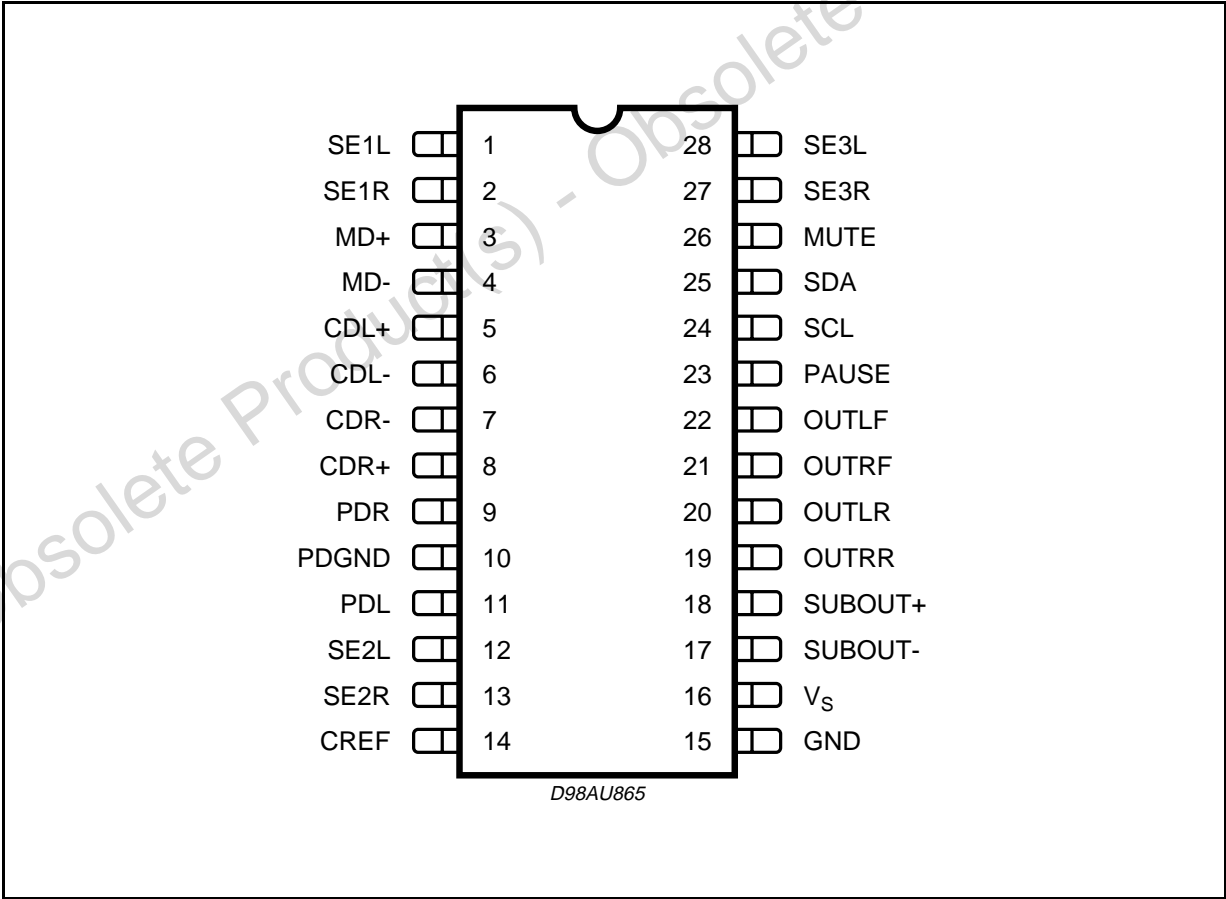 Obsolete Product(s) - Obsolete
SE1L 1 28 SE3L
SE1R 2 27 SE3R
MD+ 3 26 MUTE
MD- 4 25 SDA
CDL+ 5 24 SCL
CDL- 6 23 PAUSE
CDR- 7 22 OUTLF
CDR+ 8 21 OUTRF
PDR 9 20 OUTLR
PDGND 10 19 OUTRR
PDL 11 18 SUBOUT+
SE2L 12 17 SUBOUT-
SE2R 13 16 VS
CREF 14 15 GND
D98AU865